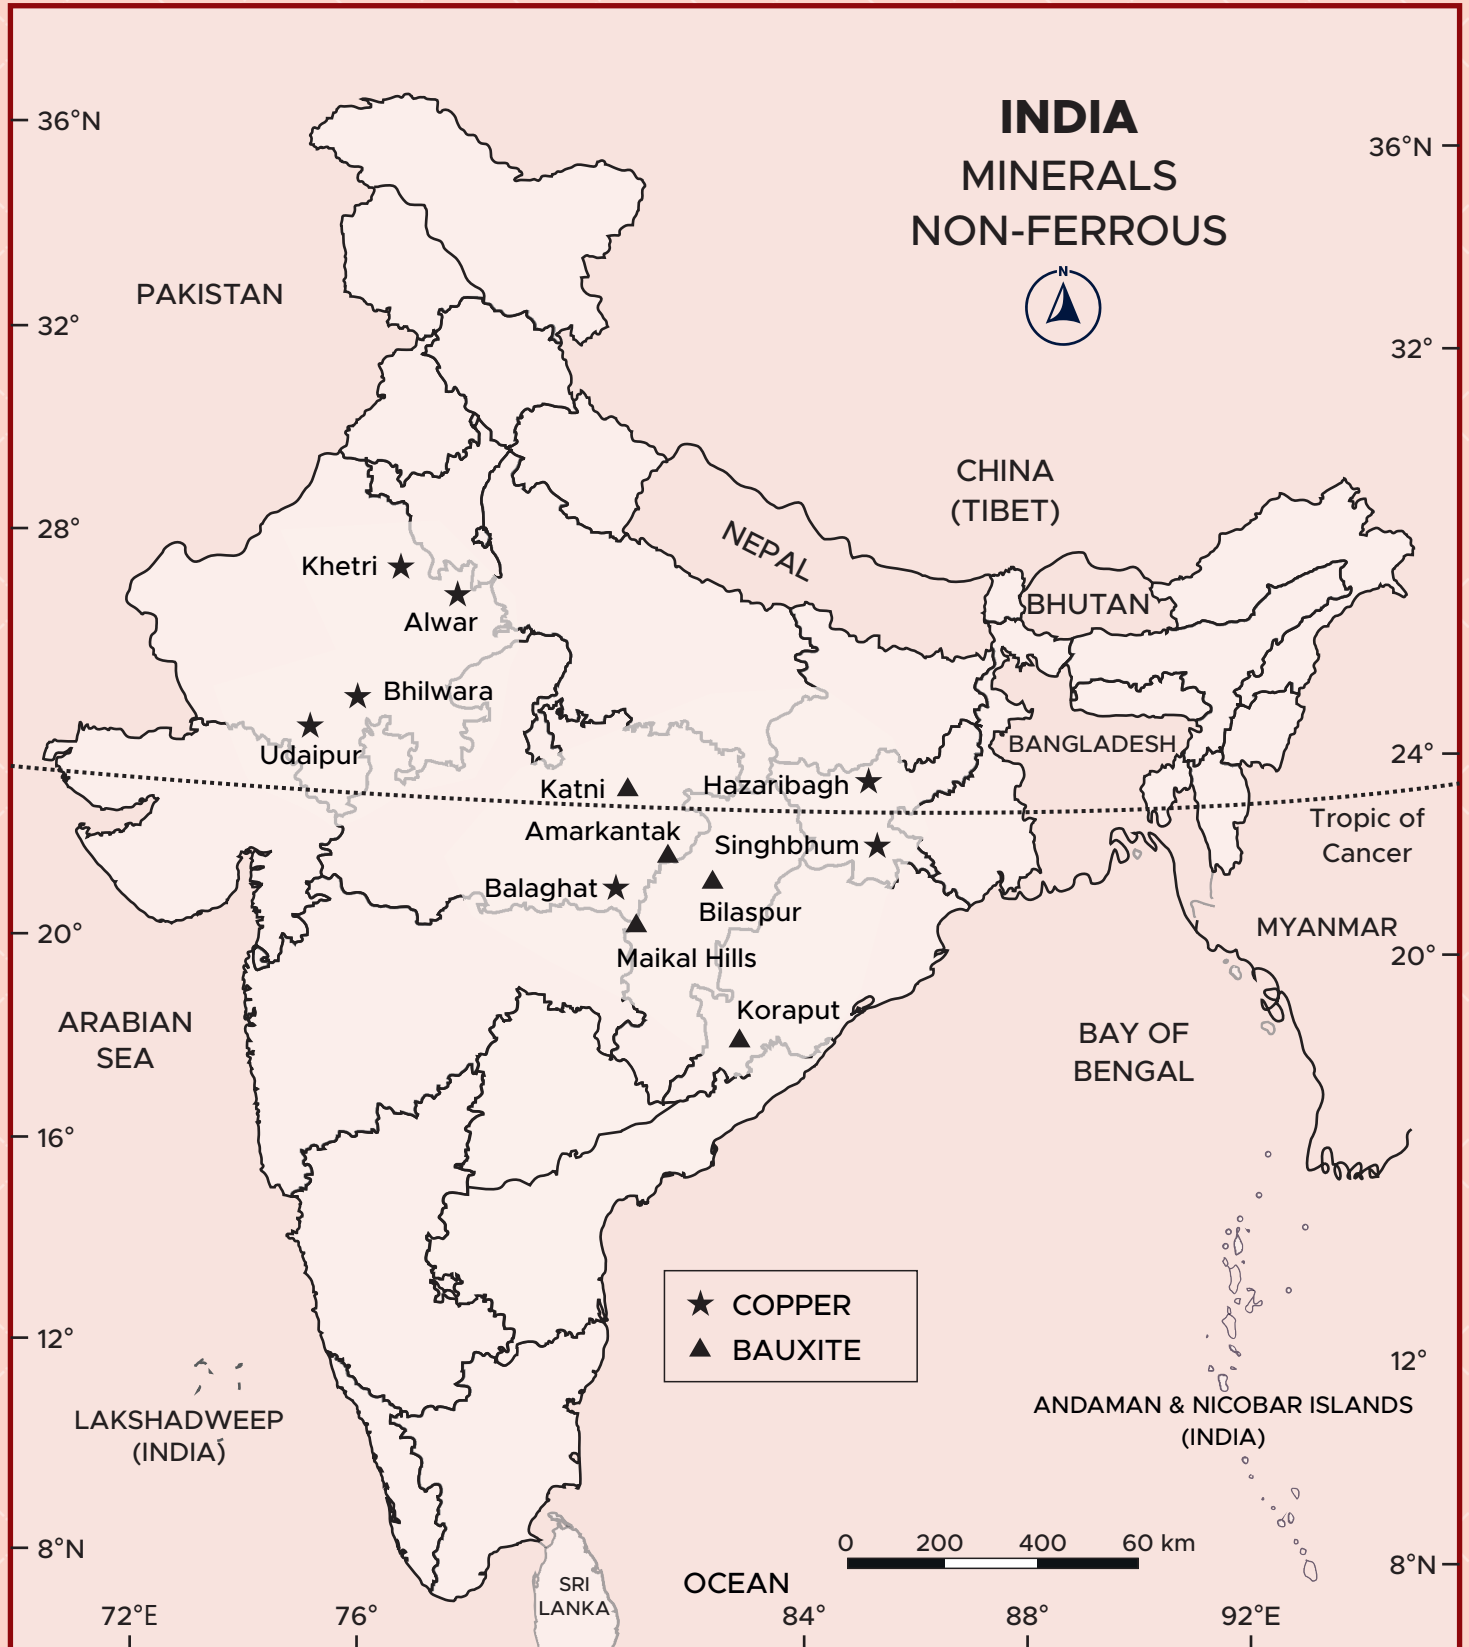 INDIA
MINERALS
NON-FERROUS
N
36°N
36°N
PAKISTAN
32°
32°
CHINA
(TIBET)
28°
NEPAL
Khetri
BHUTAN
Alwar
Bhilwara
Udaipur
BANGLADESH
24°
Katni
Hazaribagh
Tropic of
Cancer
Amarkantak
Singhbhum
Balaghat
Bilaspur
MYANMAR
20°
20°
Maikal Hills
Koraput
ARABIAN
SEA
BAY OF
BENGAL
16°
COPPER
BAUXITE
12°
12°
LAKSHADWEEP
(INDIA)
ANDAMAN & NICOBAR ISLANDS
(INDIA)
0 200 400 60 km
8°N
8°N
OCEAN
SRI
LANKA
72°E 76° 84° 88° 92°E